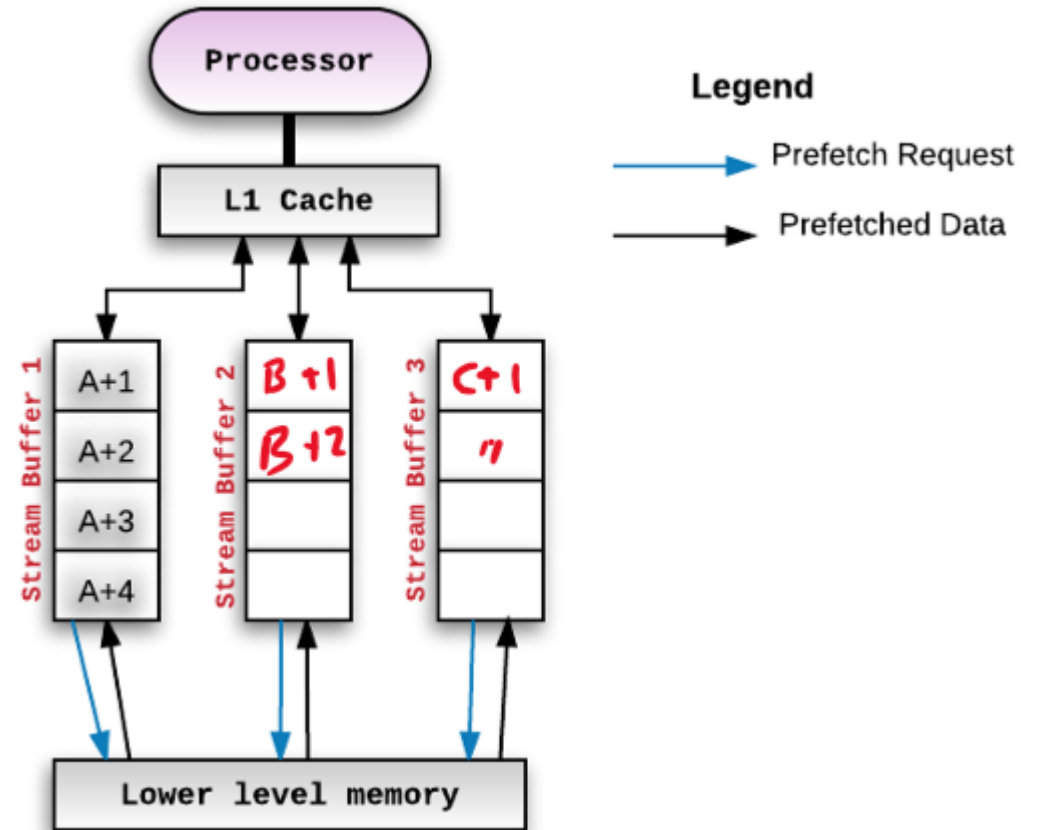 Processor
Legend
Prefetch Request
L1 Cache
Prefetched Data
Stream Buffer 1
A+1
A+2
A+3
A+4
Stream Buffer 2
B+1
B+2
Stream Buffer 3
C+1
Lower level memory